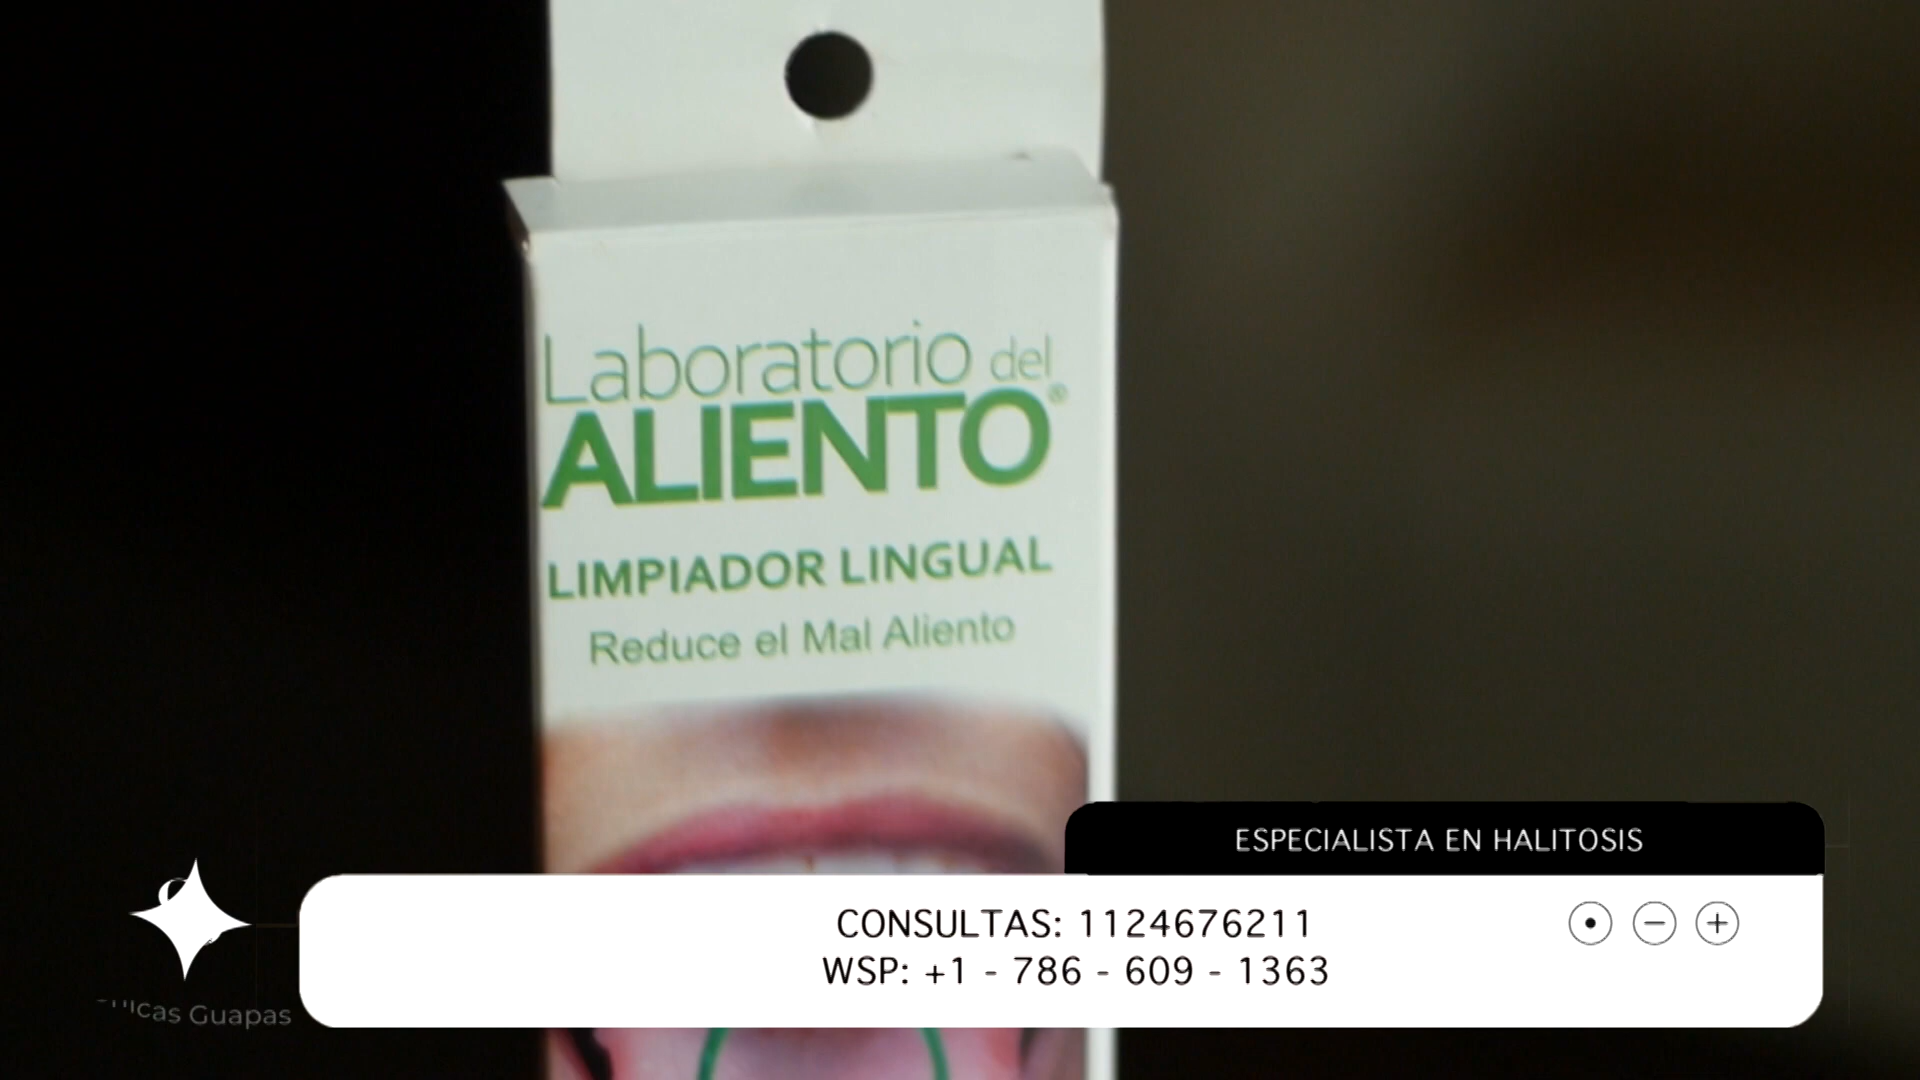 Laboratorio del
ALIENTO®
LIMPIADOR LINGUAL
Reduce el Mal Aliento
ESPECIALISTA EN HALITOSIS
CONSULTAS: 1124676211
WSP: +1 - 786 - 609 - 1363
Guapas